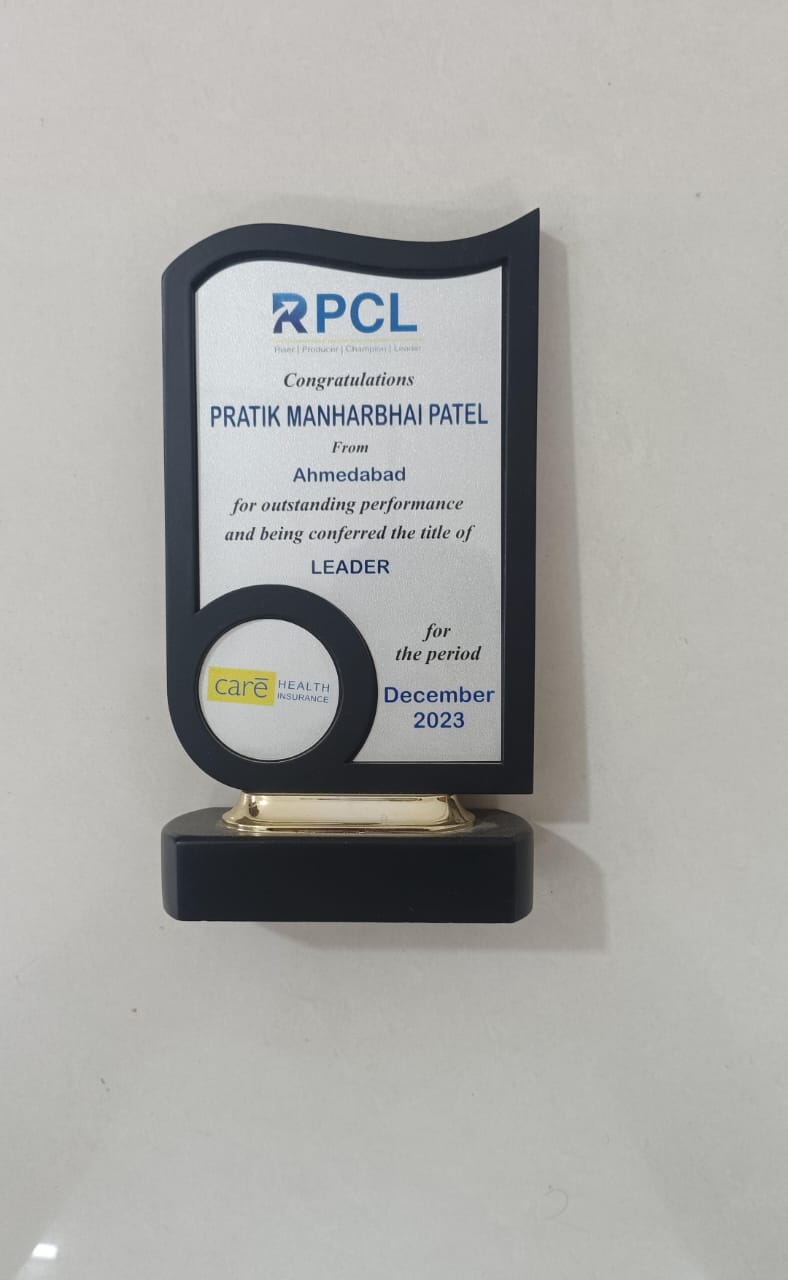 RPCL
Riser | Producer | Champion | Leader
Congratulations
PRATIK MANHARBHAI PATEL
From
Ahmedabad
for outstanding performance
and being conferred the title of
LEADER
for
the period
December
2023
care HEALTH
INSURANCE